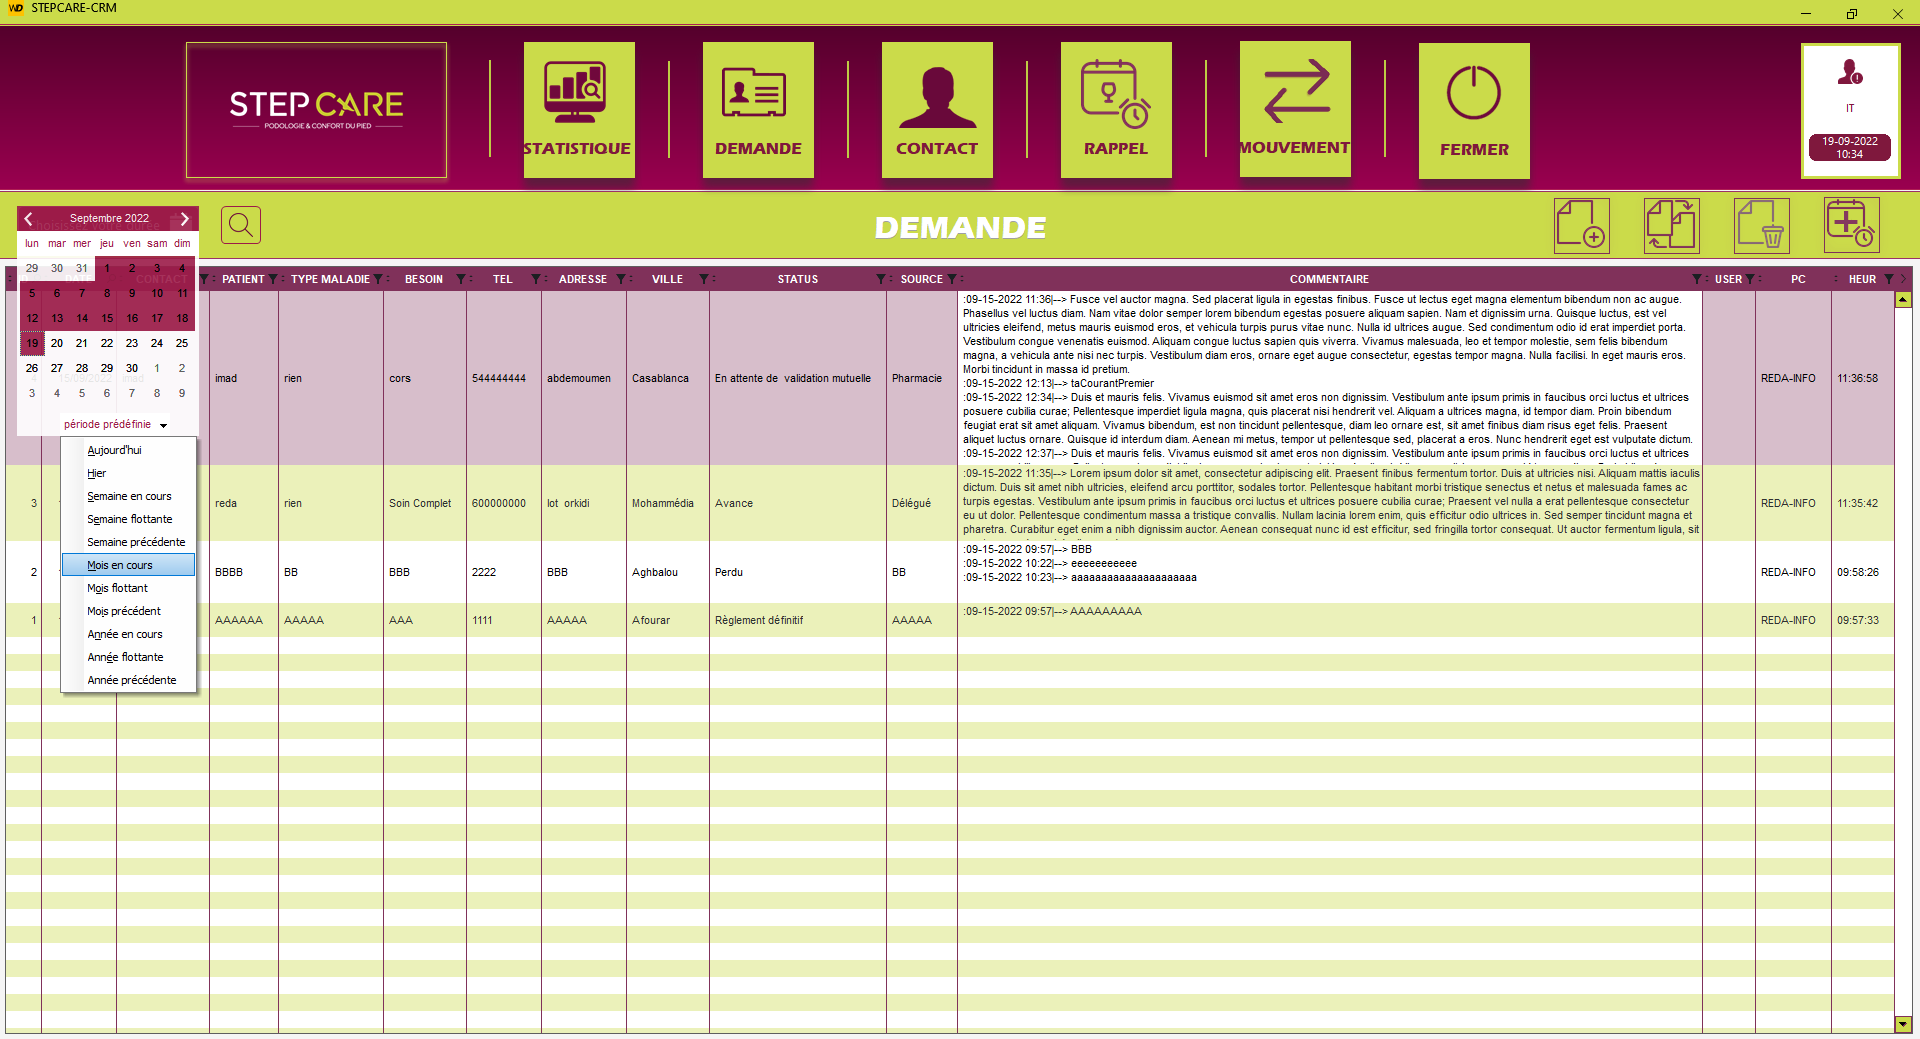 STEPCARE-CRM
STEP CARE
PODOLOGIE & CONFORT DU PIED
STATISTIQUE
DEMANDE
CONTACT
RAPPEL
MOUVEMENT
FERMER
IT
19-09-2022
10:34
DEMANDE
Septembre 2022
lun mar mer jeu ven sam dim
29 30 31 1 2 3 4
5 6 7 8 9 10 11
12 13 14 15 16 17 18
19 20 21 22 23 24 25
26 27 28 29 30 1 2
3 4 5 6 7 8 9
période prédéfinie
Aujourd'hui
Hier
Semaine en cours
Semaine flottante
Semaine précédente
Mois en cours
Mois flottant
Mois précédent
Année en cours
Année flottante
Année précédente
CONTACT PATIENT TYPE MALADIE BESOIN TEL ADRESSE VILLE STATUS SOURCE COMMENTAIRE USER PC HEUR
4 15/09/2022 imad imad rien cors 544444444 abdemoumen Casablanca En attente de validation mutuelle Pharmacie
:09-15-2022 11:36|--> Fusce vel auctor magna. Sed placerat ligula in egestas finibus. Fusce ut lectus eget magna elementum bibendum non ac augue.
Phasellus vel luctus diam. Nam vitae dolor semper lorem bibendum egestas posuere aliquam sapien. Nam et dignissim urna. Quisque luctus, est vel
ultricies eleifend, metus mauris euismod eros, et vehicula turpis purus vitae nunc. Nulla id ultrices augue. Sed condimentum odio id erat imperdiet porta.
Vestibulum congue venenatis euismod. Aliquam congue luctus sapien quis viverra. Vivamus malesuada, leo et tempor molestie, sem felis bibendum
magna, a vehicula ante nisi nec turpis. Vestibulum diam eros, ornare eget augue consectetur, egestas tempor magna. Nulla facilisi. In eget mauris eros.
Morbi tincidunt in massa id pretium.
:09-15-2022 12:13|--> taCourantPremier
:09-15-2022 12:34|--> Duis et mauris felis. Vivamus euismod sit amet eros non dignissim. Vestibulum ante ipsum primis in faucibus orci luctus et ultrices
posuere cubilia curae; Pellentesque imperdiet ligula magna, quis placerat nisi hendrerit vel. Aliquam a ultrices magna, id tempor diam. Proin bibendum
feugiat erat sit amet aliquam. Vivamus bibendum, est non tincidunt pellentesque, diam leo ornare est, sit amet finibus diam risus eget felis. Praesent
aliquet luctus ornare. Quisque id interdum diam. Aenean mi metus, tempor ut pellentesque sed, placerat a eros. Nunc hendrerit eget est vulputate dictum.
:09-15-2022 12:37|--> Duis et mauris felis. Vivamus euismod sit amet eros non dignissim. Vestibulum ante ipsum primis in faucibus orci luctus et ultrices
REDA-INFO 11:36:58
3 reda rien Soin Complet 600000000 lot orkidi Mohammédia Avance Délégué
:09-15-2022 11:35|--> Lorem ipsum dolor sit amet, consectetur adipiscing elit. Praesent finibus fermentum tortor. Duis at ultricies nisi. Aliquam mattis iaculis
dictum. Duis sit amet nibh ultricies, eleifend arcu porttitor, sodales tortor. Pellentesque habitant morbi tristique senectus et netus et malesuada fames ac
turpis egestas. Vestibulum ante ipsum primis in faucibus orci luctus et ultrices posuere cubilia curae; Praesent vel nulla a erat pellentesque consectetur
eu ut dolor. Pellentesque condimentum massa a tristique convallis. Nullam lacinia lorem enim, quis efficitur odio ultrices in. Sed semper tincidunt magna et
pharetra. Curabitur eget enim a nibh dignissim auctor. Aenean consequat nunc id est efficitur, sed fringilla tortor consequat. Ut auctor fermentum ligula, sit
REDA-INFO 11:35:42
2 BBBB BB BBB 2222 BBB Aghbalou Perdu BB
:09-15-2022 09:57|--> BBB
:09-15-2022 10:22|--> eeeeeeeeeee
:09-15-2022 10:23|--> aaaaaaaaaaaaaaaaaaaaa
REDA-INFO 09:58:26
1 AAAAAA AAAAA AAA 1111 AAAAA Afourar Règlement définitif AAAAA
:09-15-2022 09:57|--> AAAAAAAAA
REDA-INFO 09:57:33